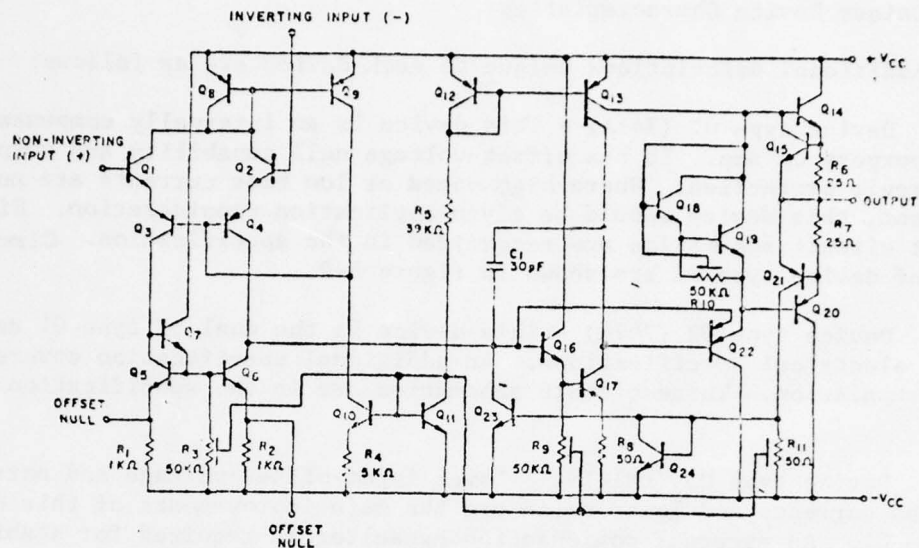 INVERTING INPUT (-)
+VCC
Q8
Q9
Q12
Q13
Q14
NON-INVERTING
INPUT (+)
Q1
Q2
Q15
R6
25Ω
Q3
Q4
R5
39KΩ
Q18
OUTPUT
R7
25Ω
C1
30pF
Q19
50KΩ
R10
Q21
Q20
Q7
Q5
Q6
Q16
Q22
Q17
OFFSET
NULL
Q10
Q11
Q23
R1
1KΩ
R3
50KΩ
R2
1KΩ
R4
5KΩ
R9
50KΩ
R8
50Ω
Q24
R11
50Ω
-VCC
OFFSET
NULL